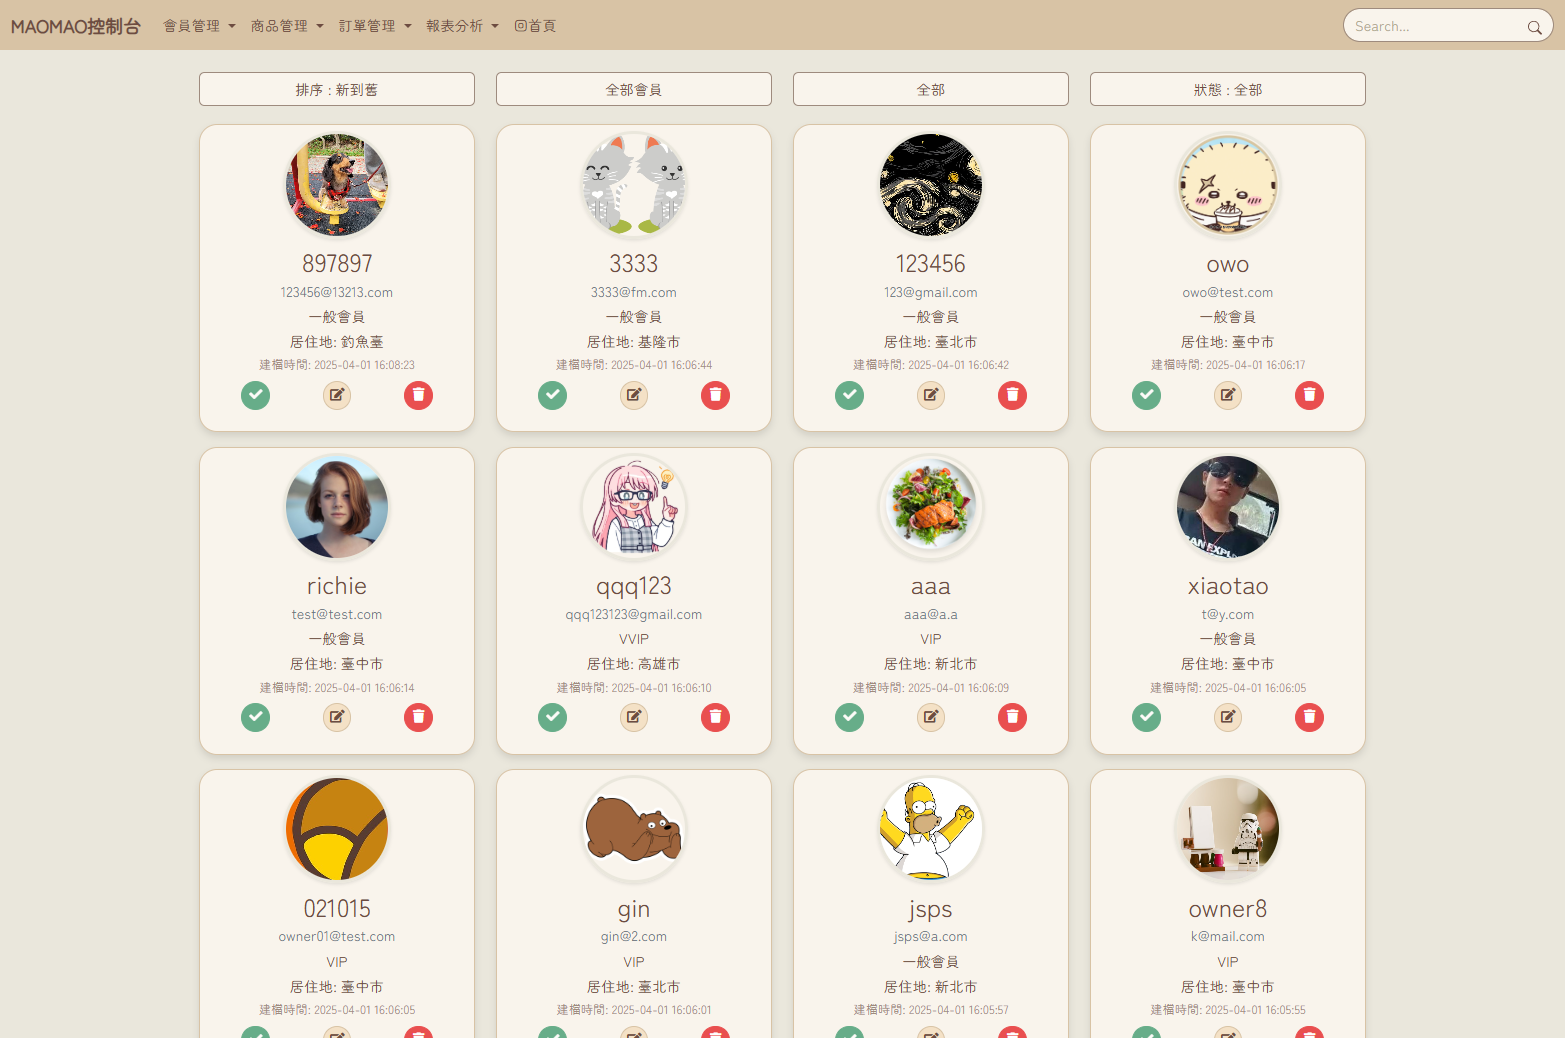 MAOMAO控制台 會員管理 商品管理 訂單管理 報表分析 首頁 Search...
排序 : 新到舊 全部會員 全部 狀態 : 全部
897897 3333 123456 owo
123456@13213.com 3333@fm.com 123@gmail.com owo@test.com
一般會員 一般會員 一般會員 一般會員
居住地: 釣魚臺 居住地: 基隆市 居住地: 臺北市 居住地: 臺中市
建檔時間: 2025-04-01 16:08:23 建檔時間: 2025-04-01 16:06:44 建檔時間: 2025-04-01 16:06:42 建檔時間: 2025-04-01 16:06:17
richie qqq123 aaa xiaotao
test@test.com qqq123123@gmail.com aaa@a.a t@y.com
一般會員 VVIP VIP 一般會員
居住地: 臺中市 居住地: 高雄市 居住地: 新北市 居住地: 臺中市
建檔時間: 2025-04-01 16:06:14 建檔時間: 2025-04-01 16:06:10 建檔時間: 2025-04-01 16:06:09 建檔時間: 2025-04-01 16:06:05
021015 gin jsps owner8
owner01@test.com gin@2.com jsps@a.com k@mail.com
VIP VIP 一般會員 VIP
居住地: 臺中市 居住地: 臺北市 居住地: 新北市 居住地: 臺中市
建檔時間: 2025-04-01 16:06:05 建檔時間: 2025-04-01 16:06:01 建檔時間: 2025-04-01 16:05:57 建檔時間: 2025-04-01 16:05:55